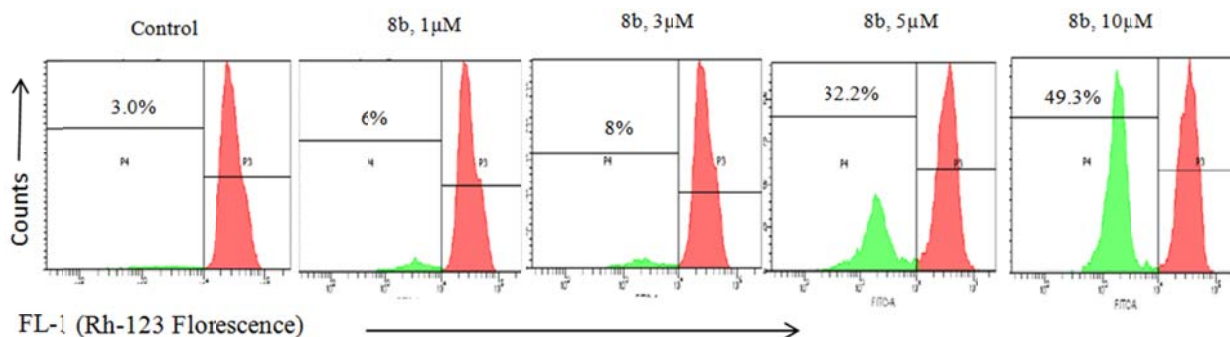 Control
8b, 1µM
8b, 3µM
8b, 5µM
8b, 10µM
Counts
3.0%
6%
8%
32.2%
49.3%
P4
P3
P3
P4
P3
P4
P3
P4
P3
FITC-A
FITC-A
FL-1 (Rh-123 Florescence)